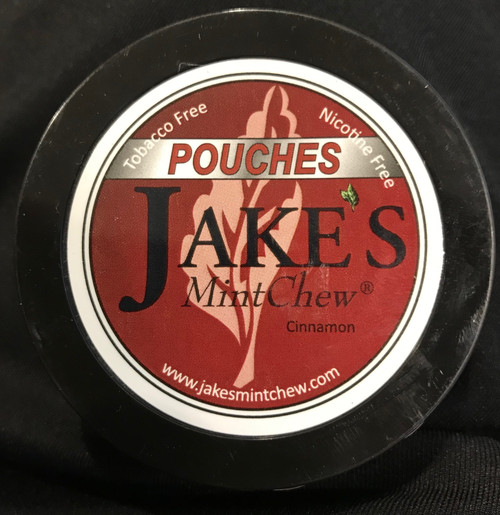 Tobacco Free
Nicotine Free
POUCHES
JAKE'S
MintChew®
Cinnamon
www.jakesmintchew.com